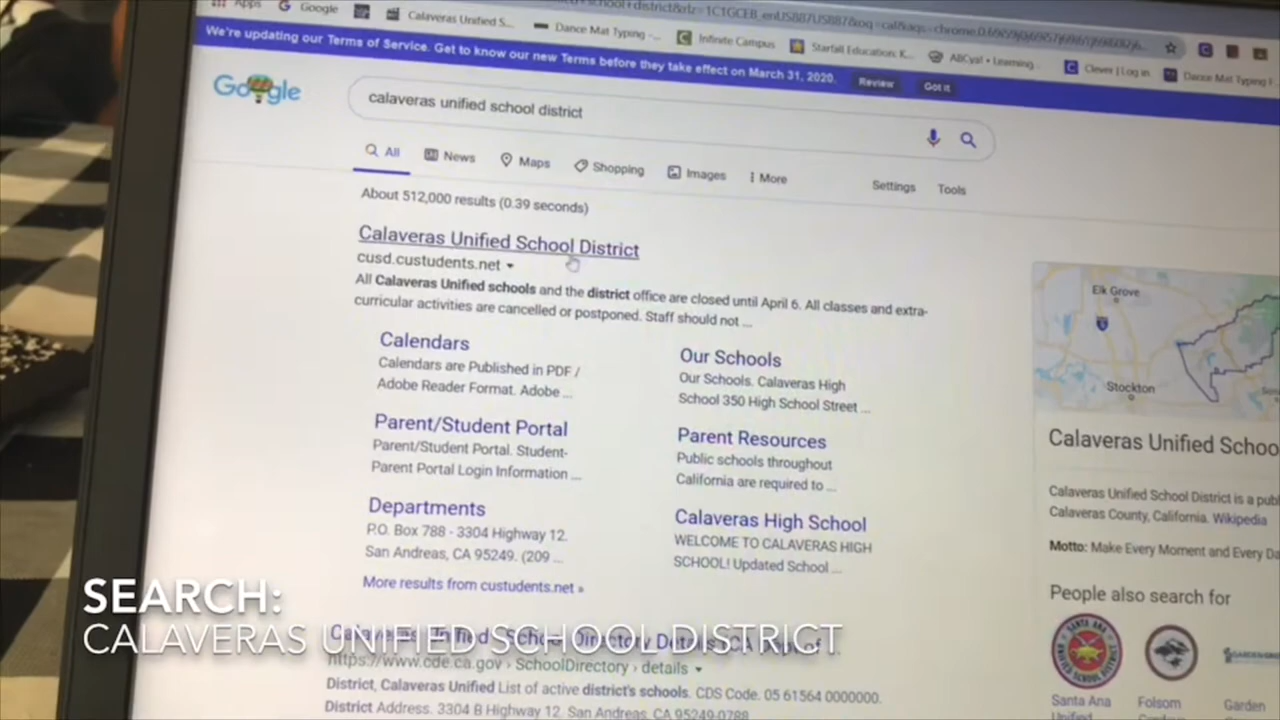 Apps
Google
Calaveras Unified S...
Dance Mat Typing -...
Infinite Campus
Starfall Education: K...
ABCya! • Learning...
Clever | Log in
Dance Mat Typing F
We're updating our Terms of Service. Get to know our new Terms before they take effect on March 31, 2020.
Review
Got it
Google
calaveras unified school district
All
News
Maps
Shopping
Images
More
Settings
Tools
About 512,000 results (0.39 seconds)
Calaveras Unified School District
cusd.custudents.net
All Calaveras Unified schools and the district office are closed until April 6. All classes and extra-
curricular activities are cancelled or postponed. Staff should not ...
Calendars
Calendars are Published in PDF /
Adobe Reader Format. Adobe ...
Our Schools
Our Schools. Calaveras High
School 350 High School Street ...
Parent/Student Portal
Parent/Student Portal. Student-
Parent Portal Login Information ...
Parent Resources
Public schools throughout
California are required to ...
Departments
P.O. Box 788 - 3304 Highway 12.
San Andreas, CA 95249. (209 ...
Calaveras High School
WELCOME TO CALAVERAS HIGH
SCHOOL! Updated School ...
More results from custudents.net »
https://www.cde.ca.gov › SchoolDirectory › details
District, Calaveras Unified List of active district's schools. CDS Code. 05 61564 0000000.
District Address. 3304 B Highway 12, San Andreas, CA 95249-0788
Elk Grove
5
Stockton
Calaveras Unified Schoo
Calaveras Unified School District is a pub
Calaveras County, California. Wikipedia
Motto: Make Every Moment and Every Da
People also search for
SANTA ANA
Santa Ana
Unified
Folsom
Garden
SEARCH:
CALAVERAS UNIFIED SCHOOL DISTRICT